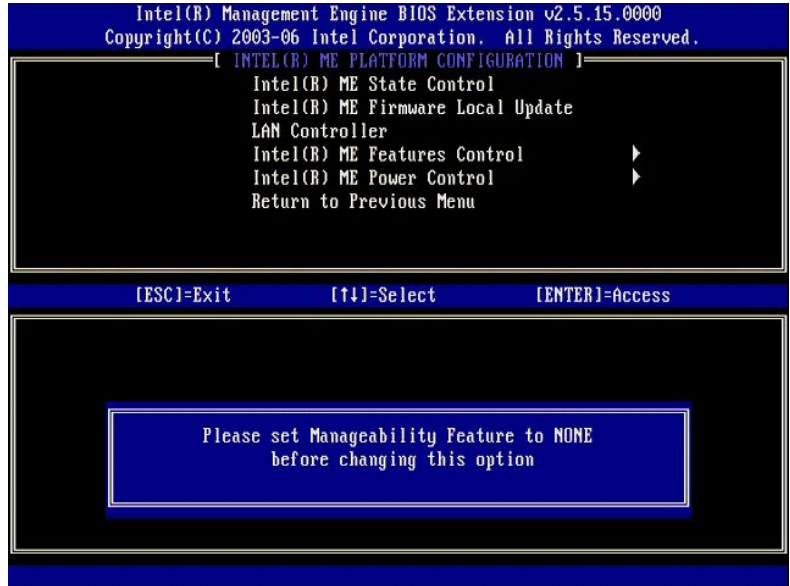 Intel(R) Management Engine BIOS Extension v2.5.15.0000
Copyright(C) 2003-06 Intel Corporation. All Rights Reserved.
[ INTEL(R) ME PLATFORM CONFIGURATION ]
Intel(R) ME State Control
Intel(R) ME Firmware Local Update
LAN Controller
Intel(R) ME Features Control ►
Intel(R) ME Power Control ►
Return to Previous Menu
[ESC]=Exit [↑↓]=Select [ENTER]=Access
Please set Manageability Feature to NONE
before changing this option